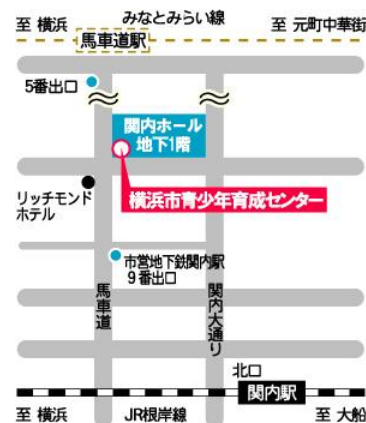 みなとみらい線
至 横浜
至 元町中華街
馬車道駅
5番出口
関内ホール
地下1階
リッチモンド
ホテル
横浜市青少年育成センター
市営地下鉄関内駅
9番出口
馬車道
関内大通り
北口
関内駅
至 横浜
JR根岸線
至 大船